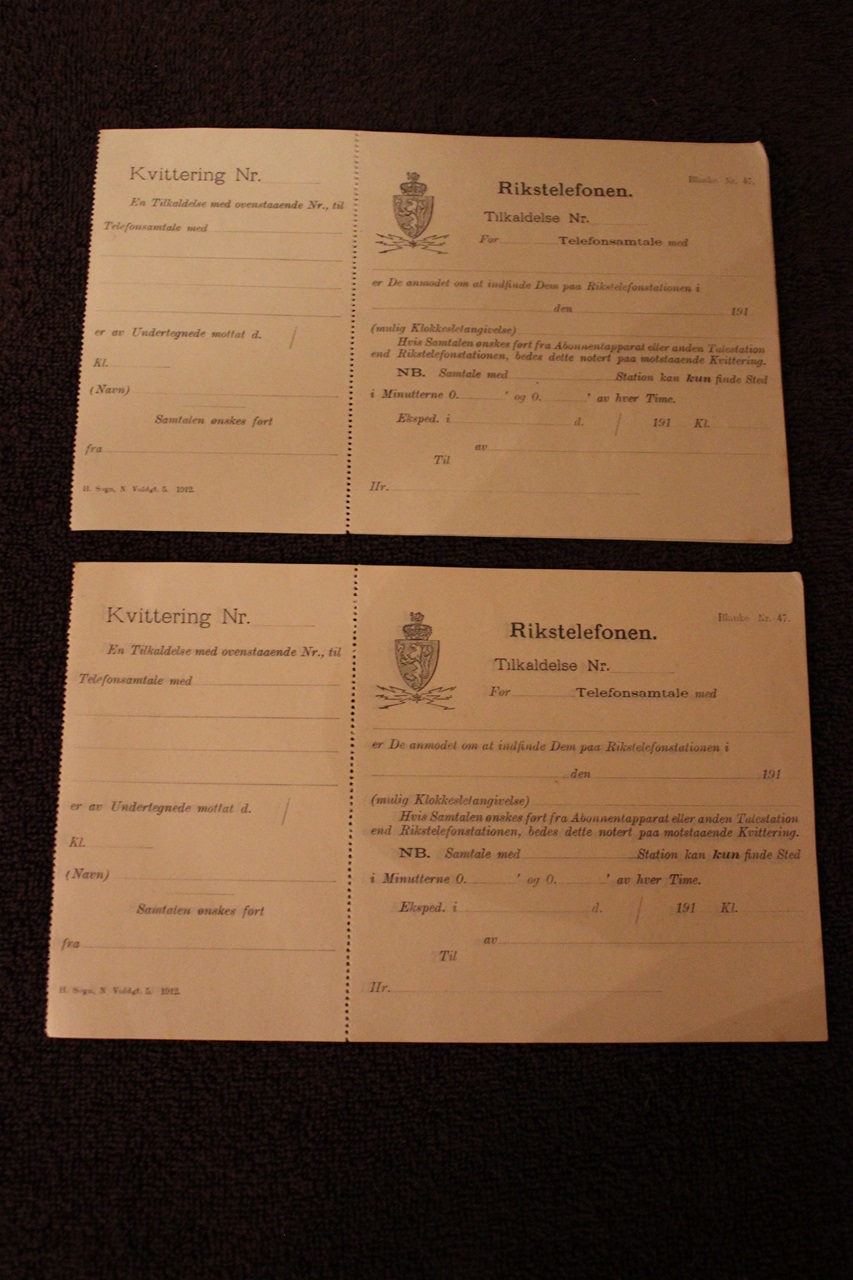 Kvittering Nr.
En Tilkaldelse med ovenstaaende Nr., til
Telefonsamtale med
er av Undertegnede mottat d. /
Kl.
(Navn)
Samtalen ønskes ført
fra
H. Sogn, N Voldgt. 5. 1912.
Blanke Nr. 47.
Rikstelefonen.
Tilkaldelse Nr.
For Telefonsamtale med
er De anmodet om at indfinde Dem paa Rikstelefonstationen i
den 191
(mulig Klokkesletangivelse)
Hvis Samtalen ønskes ført fra Abonnentapparat eller anden Talestation
end Rikstelefonstationen, bedes dette notert paa motstaaende Kvittering.
NB. Samtale med Station kan kun finde Sted
i Minutterne 0. ' og 0. ' av hver Time.
Eksped. i d. / 191 Kl.
av
Til
Hr.
Kvittering Nr.
En Tilkaldelse med ovenstaaende Nr., til
Telefonsamtale med
er av Undertegnede mottat d. /
Kl.
(Navn)
Samtalen ønskes ført
fra
H. Sogn, N Voldgt. 5. 1912.
Blanke Nr. 47.
Rikstelefonen.
Tilkaldelse Nr.
For Telefonsamtale med
er De anmodet om at indfinde Dem paa Rikstelefonstationen i
den 191
(mulig Klokkesletangivelse)
Hvis Samtalen ønskes ført fra Abonnentapparat eller anden Talestation
end Rikstelefonstationen, bedes dette notert paa motstaaende Kvittering.
NB. Samtale med Station kan kun finde Sted
i Minutterne 0. ' og 0. ' av hver Time.
Eksped. i d. / 191 Kl.
av
Til
Hr.